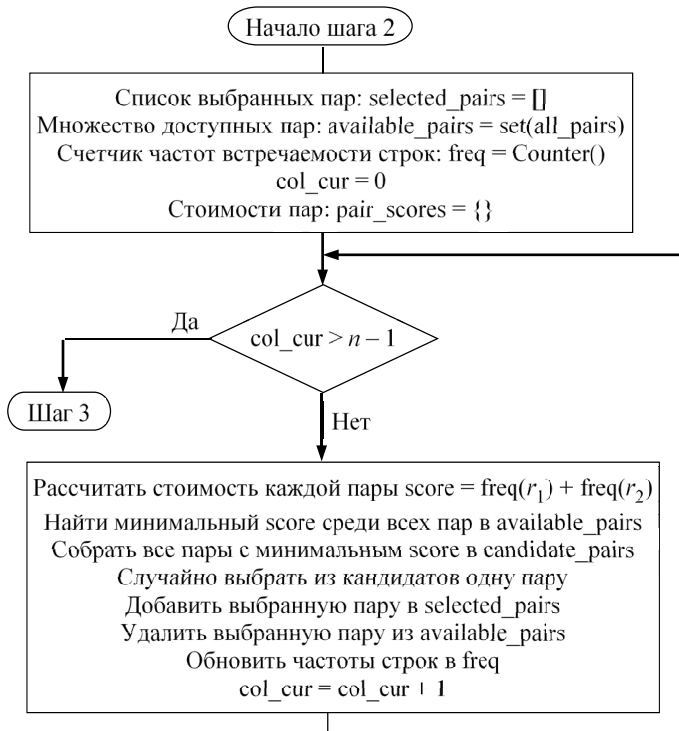 Начало шага 2
Список выбранных пар: selected_pairs = []
Множество доступных пар: available_pairs = set(all_pairs)
Счетчик частот встречаемости строк: freq = Counter()
col_cur = 0
Стоимости пар: pair_scores = {}
Да
col_cur > n – 1
Шаг 3
Нет
Рассчитать стоимость каждой пары score = freq(r₁) + freq(r₂)
Найти минимальный score среди всех пар в available_pairs
Собрать все пары с минимальным score в candidate_pairs
Случайно выбрать из кандидатов одну пару
Добавить выбранную пару в selected_pairs
Удалить выбранную пару из available_pairs
Обновить частоты строк в freq
col_cur = col_cur + 1